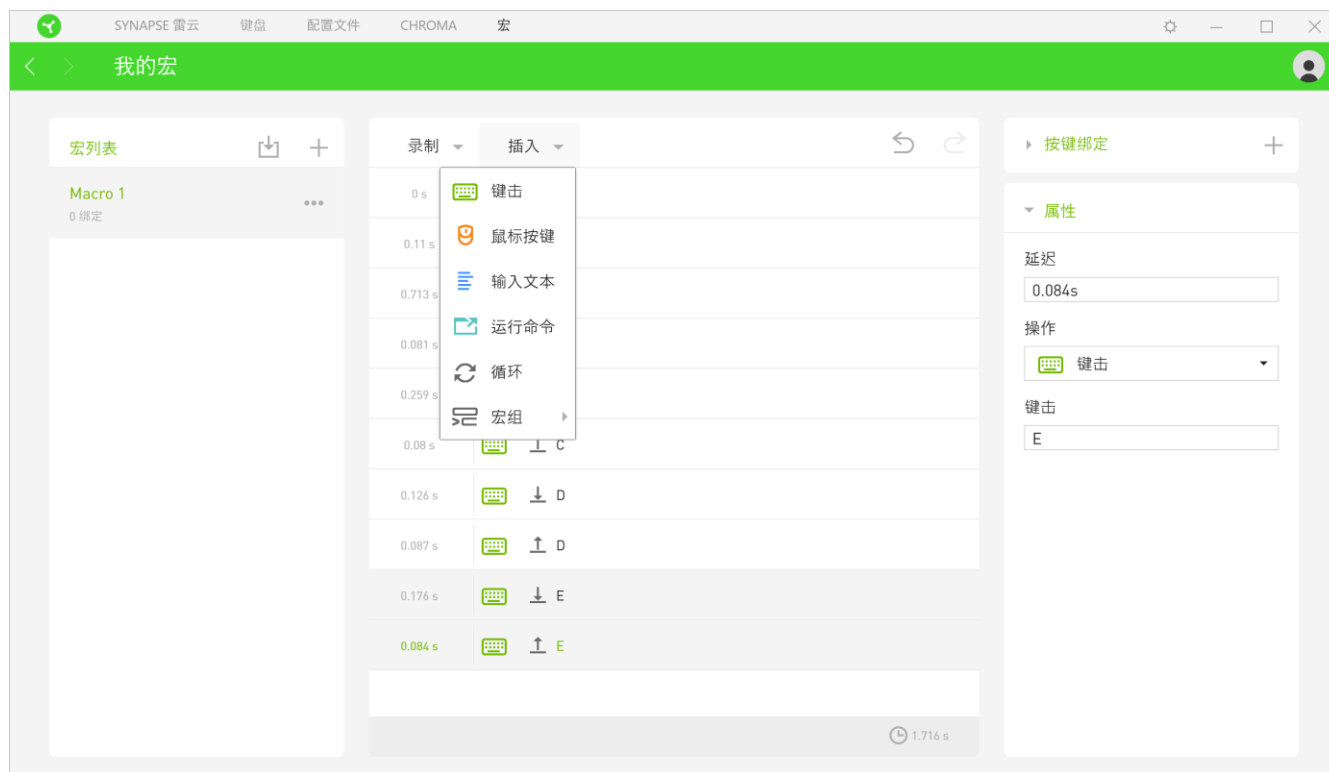 SYNAPSE 雷云 键盘 配置文件 CHROMA 宏
我的宏
宏列表
Macro 1
0 绑定
录制 插入
0 s
0.11 s
0.713 s
0.081 s
0.259 s
键击
鼠标按键
输入文本
运行命令
循环
宏组
0.08 s C
0.126 s D
0.087 s D
0.176 s E
0.084 s E
1.716 s
按键绑定
属性
延迟
0.084s
操作
键击
键击
E